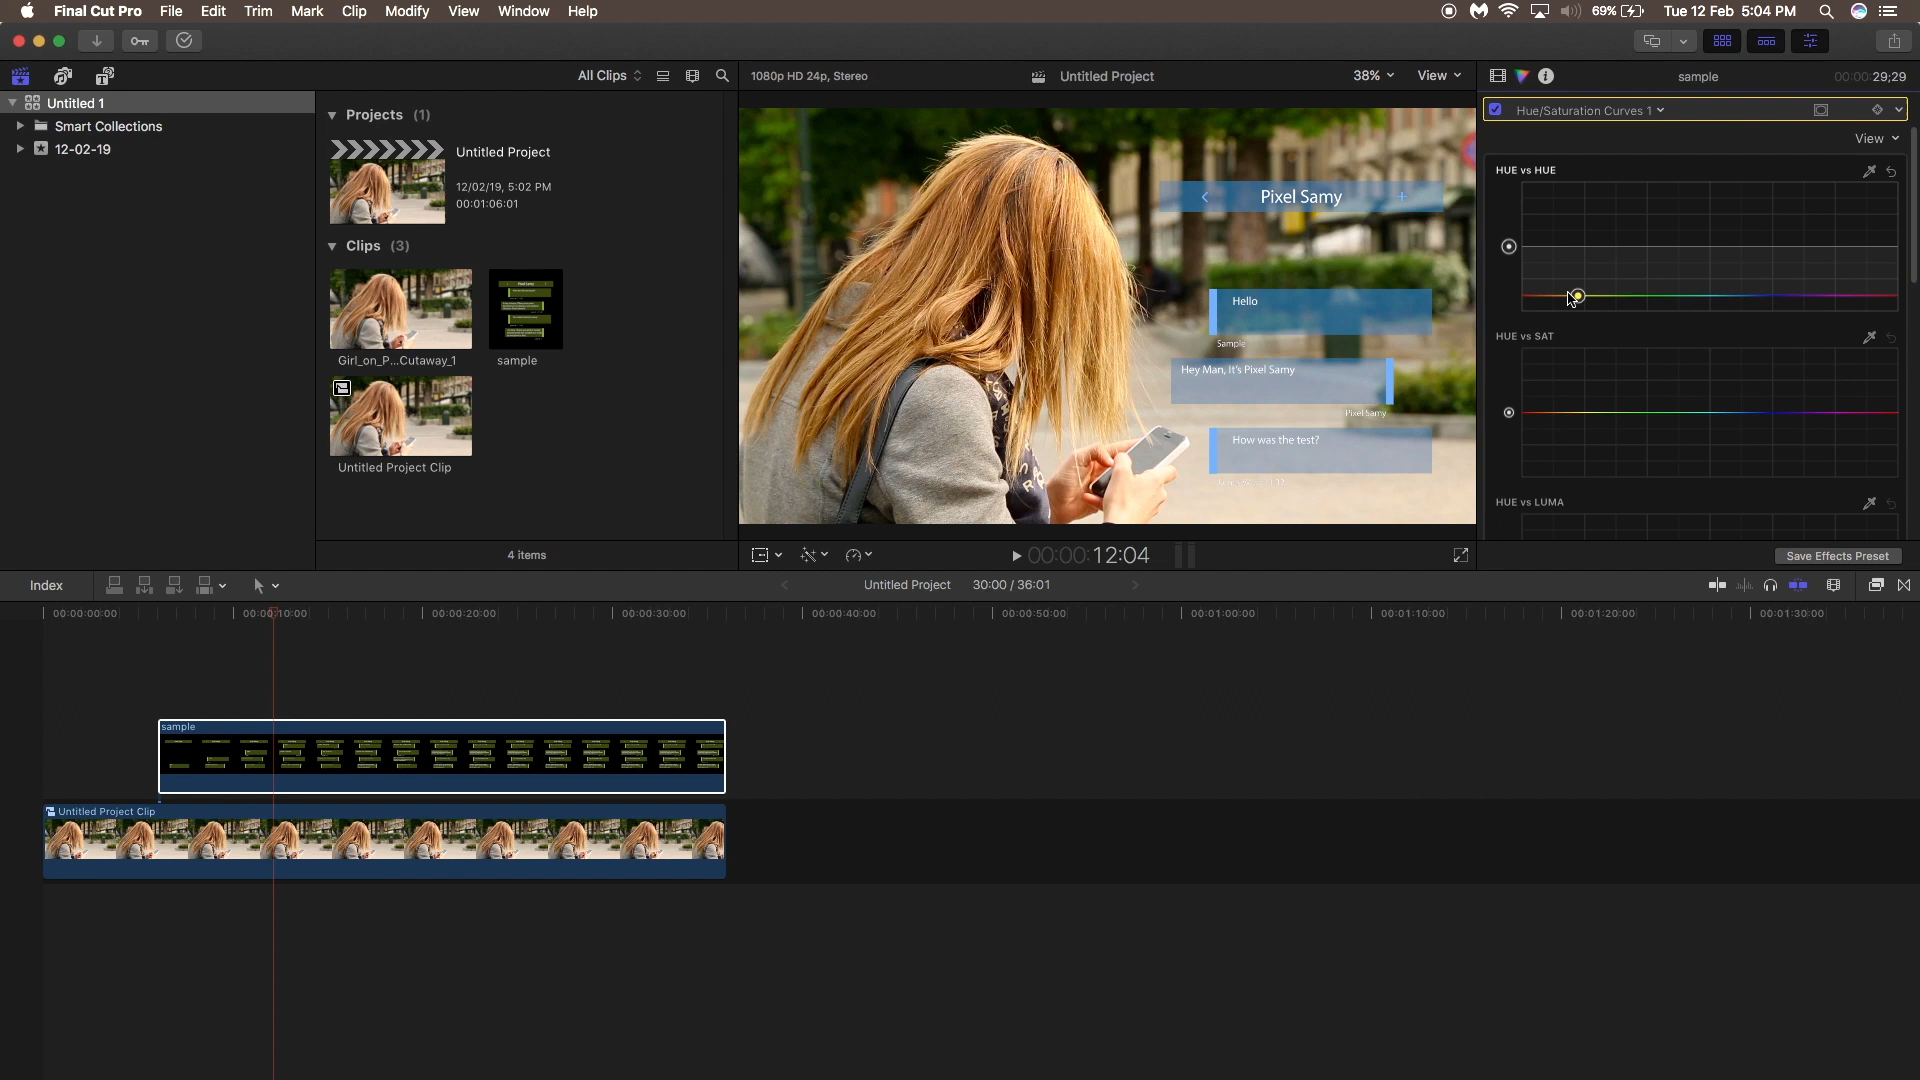 Final Cut Pro File Edit Trim Mark Clip Modify View Window Help
69% Tue 12 Feb 5:04 PM
All Clips
1080p HD 24p, Stereo
Untitled Project
38% View
sample
00:00:29;29
Untitled 1
Smart Collections
12-02-19
Projects (1)
Untitled Project
12/02/19, 5:02 PM
00:01:06:01
Clips (3)
Girl_on_P...Cutaway_1
sample
Untitled Project Clip
4 items
Pixel Samy
Hello
Sample
Hey Man, It's Pixel Samy
Pixel Samy
How was the test?
00:00:12:04
Hue/Saturation Curves 1
View
HUE vs HUE
HUE vs SAT
HUE vs LUMA
Save Effects Preset
Index
Untitled Project 30:00 / 36:01
00:00:00:00 00:00:10:00 00:00:20:00 00:00:30:00 00:00:40:00 00:00:50:00 00:01:00:00 00:01:10:00 00:01:20:00 00:01:30:00
sample
Untitled Project Clip